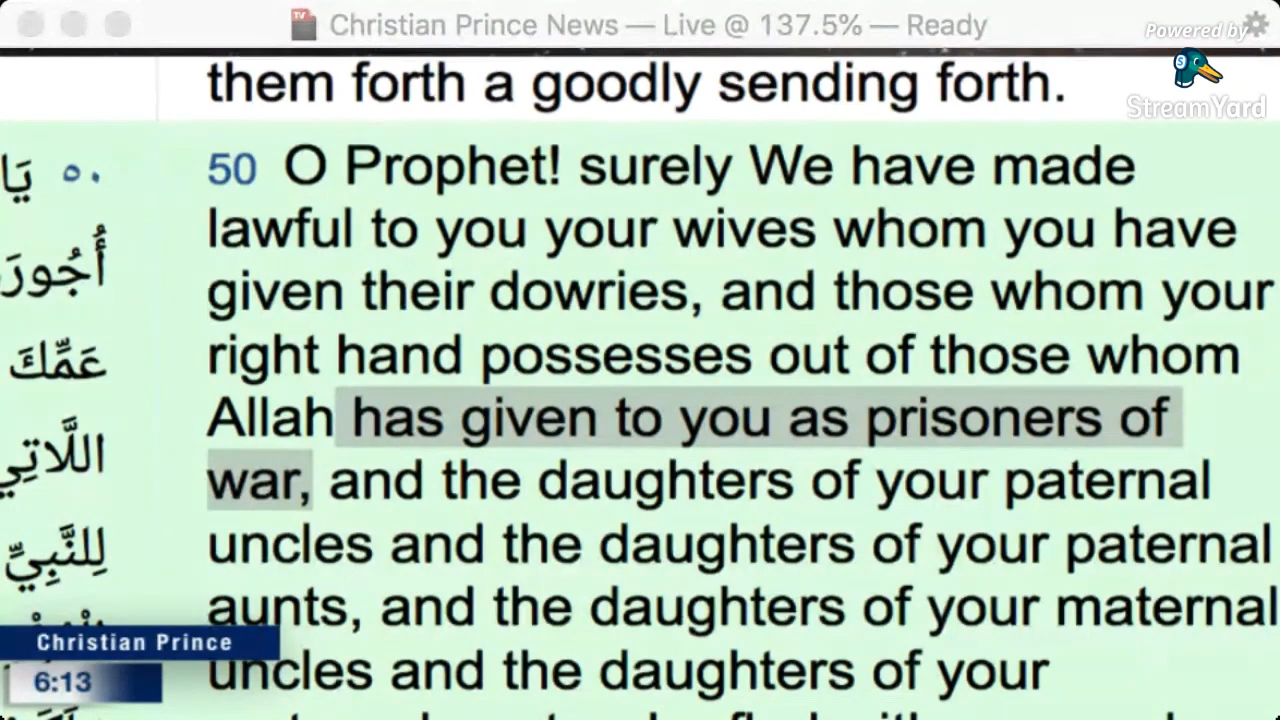 Christian Prince News — Live @ 137.5% — Ready
Powered by
StreamYard
them forth a goodly sending forth.
50 O Prophet! surely We have made
lawful to you your wives whom you have
given their dowries, and those whom your
right hand possesses out of those whom
Allah has given to you as prisoners of
war, and the daughters of your paternal
uncles and the daughters of your paternal
aunts, and the daughters of your maternal
uncles and the daughters of your
٥٠ يَا
أُجُورَ
عَمِّكَ
اللَّاتِي
لِلنَّبِيِّ
Christian Prince
6:13